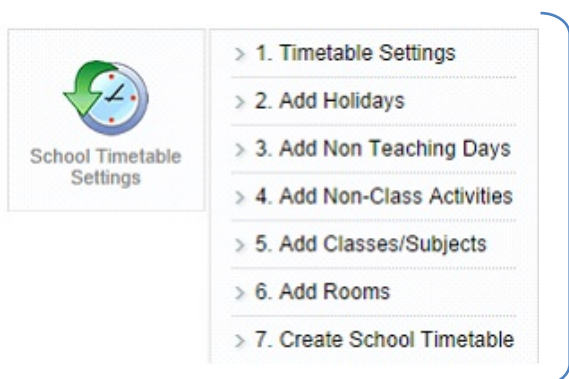 School Timetable
Settings
> 1. Timetable Settings
> 2. Add Holidays
> 3. Add Non Teaching Days
> 4. Add Non-Class Activities
> 5. Add Classes/Subjects
> 6. Add Rooms
> 7. Create School Timetable